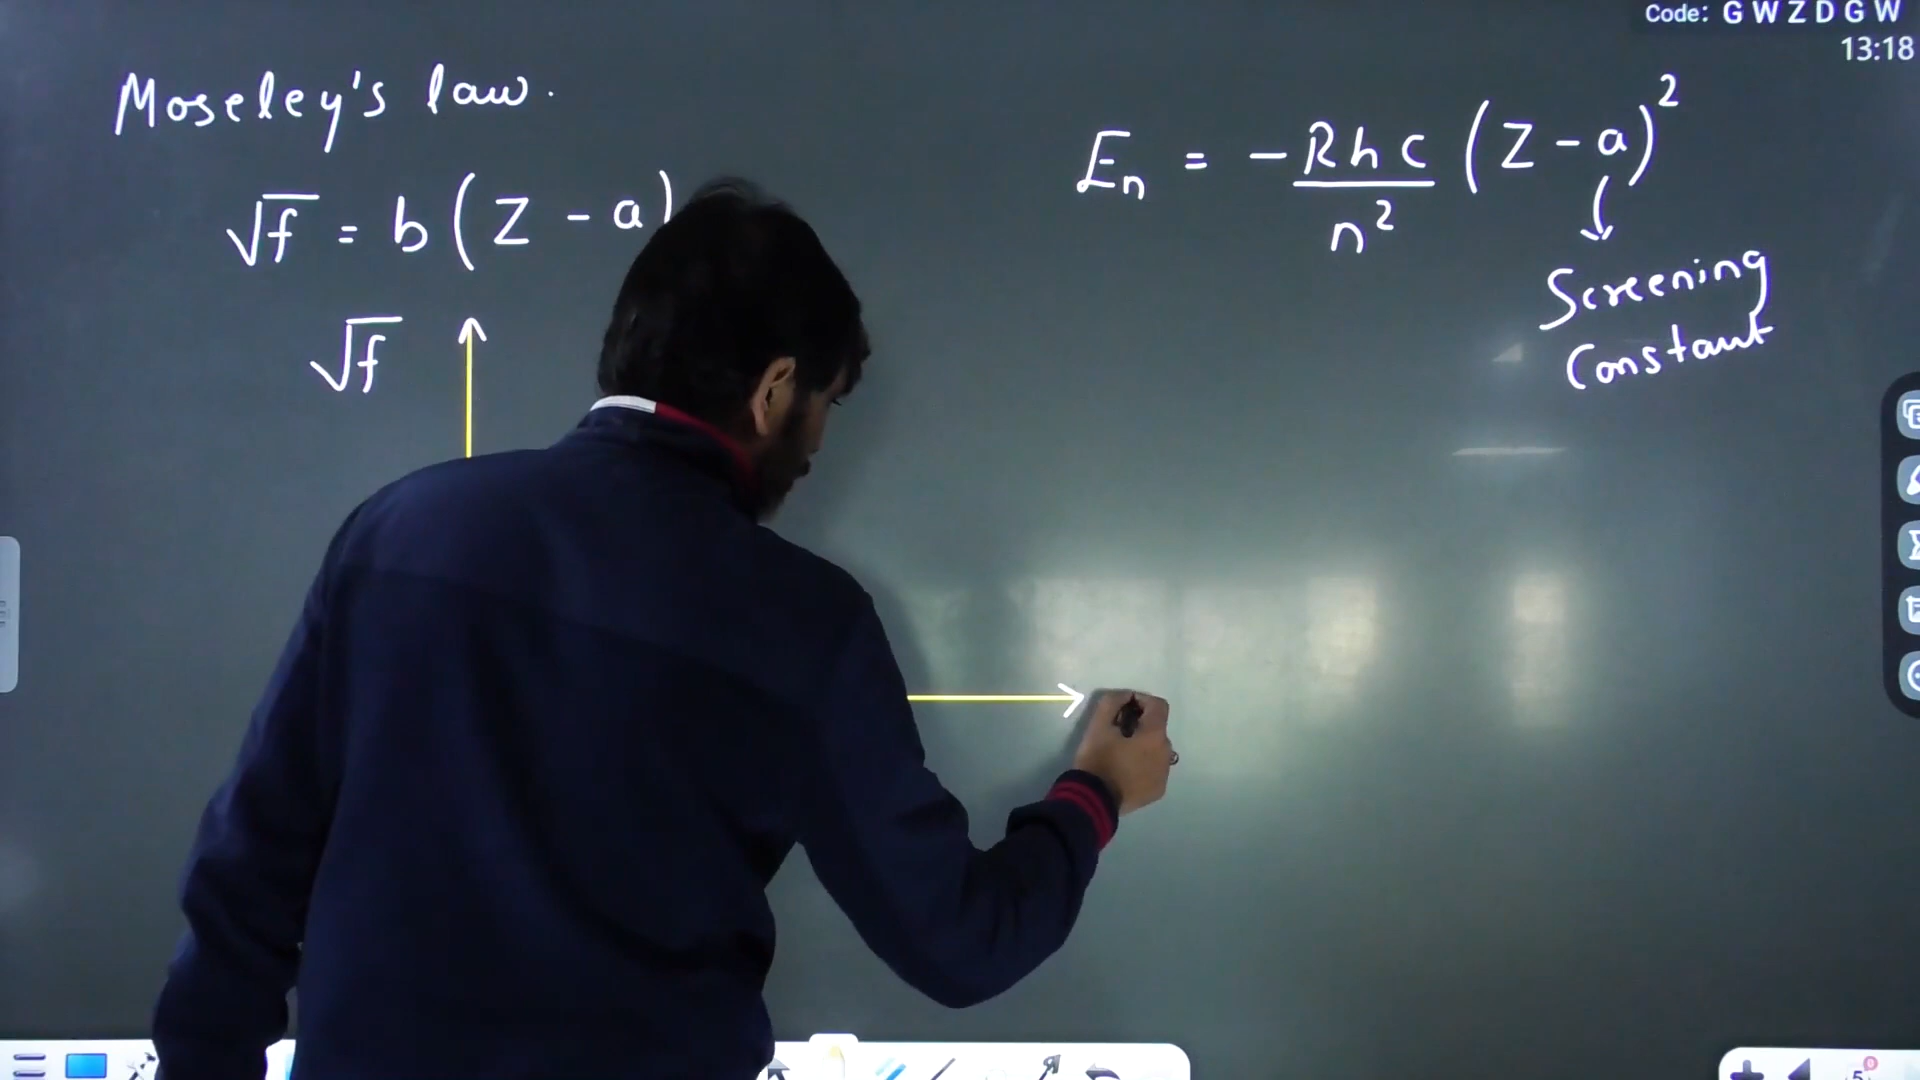 Code: GWZDGW
13:18
Moseley's law.
√f = b (Z - a)
√f
En = -Rhc/n² (Z - a)²
Screening
Constant